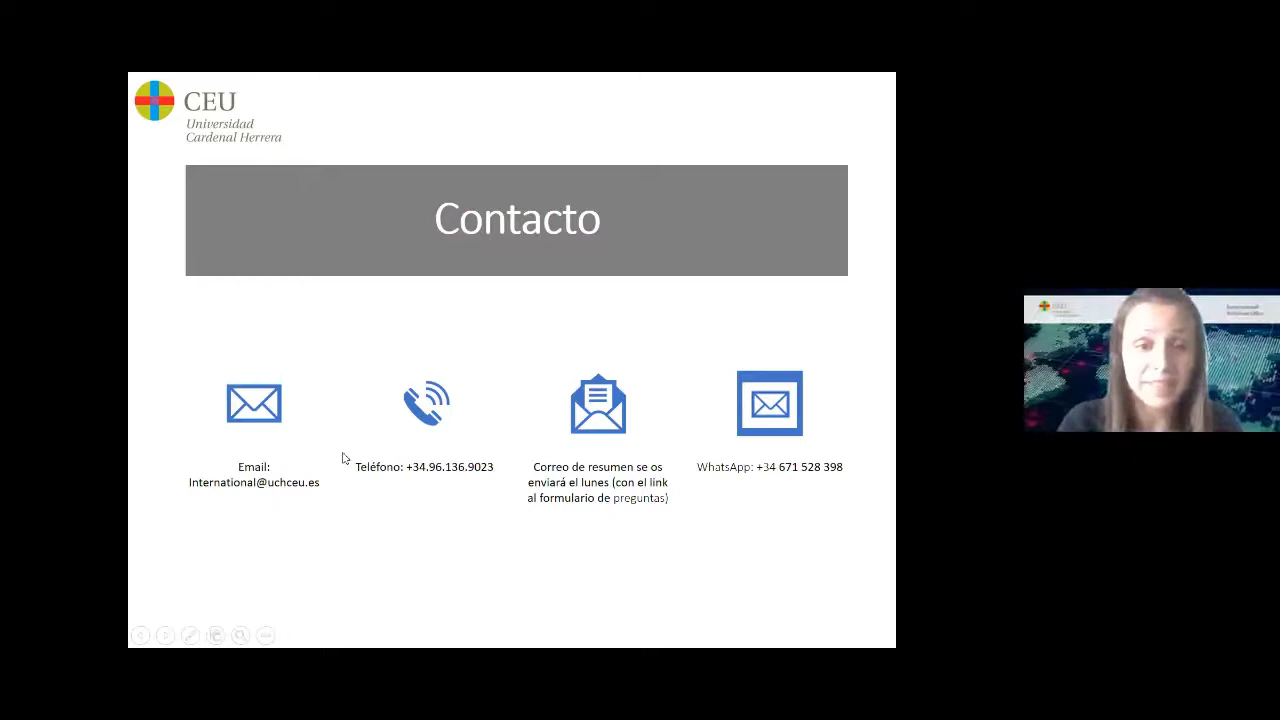 CEU
Universidad
Cardenal Herrera
Contacto
Email:
International@uchceu.es
Teléfono: +34.96.136.9023
Correo de resumen se os
enviará el lunes (con el link
al formulario de preguntas)
WhatsApp: +34 671 528 398